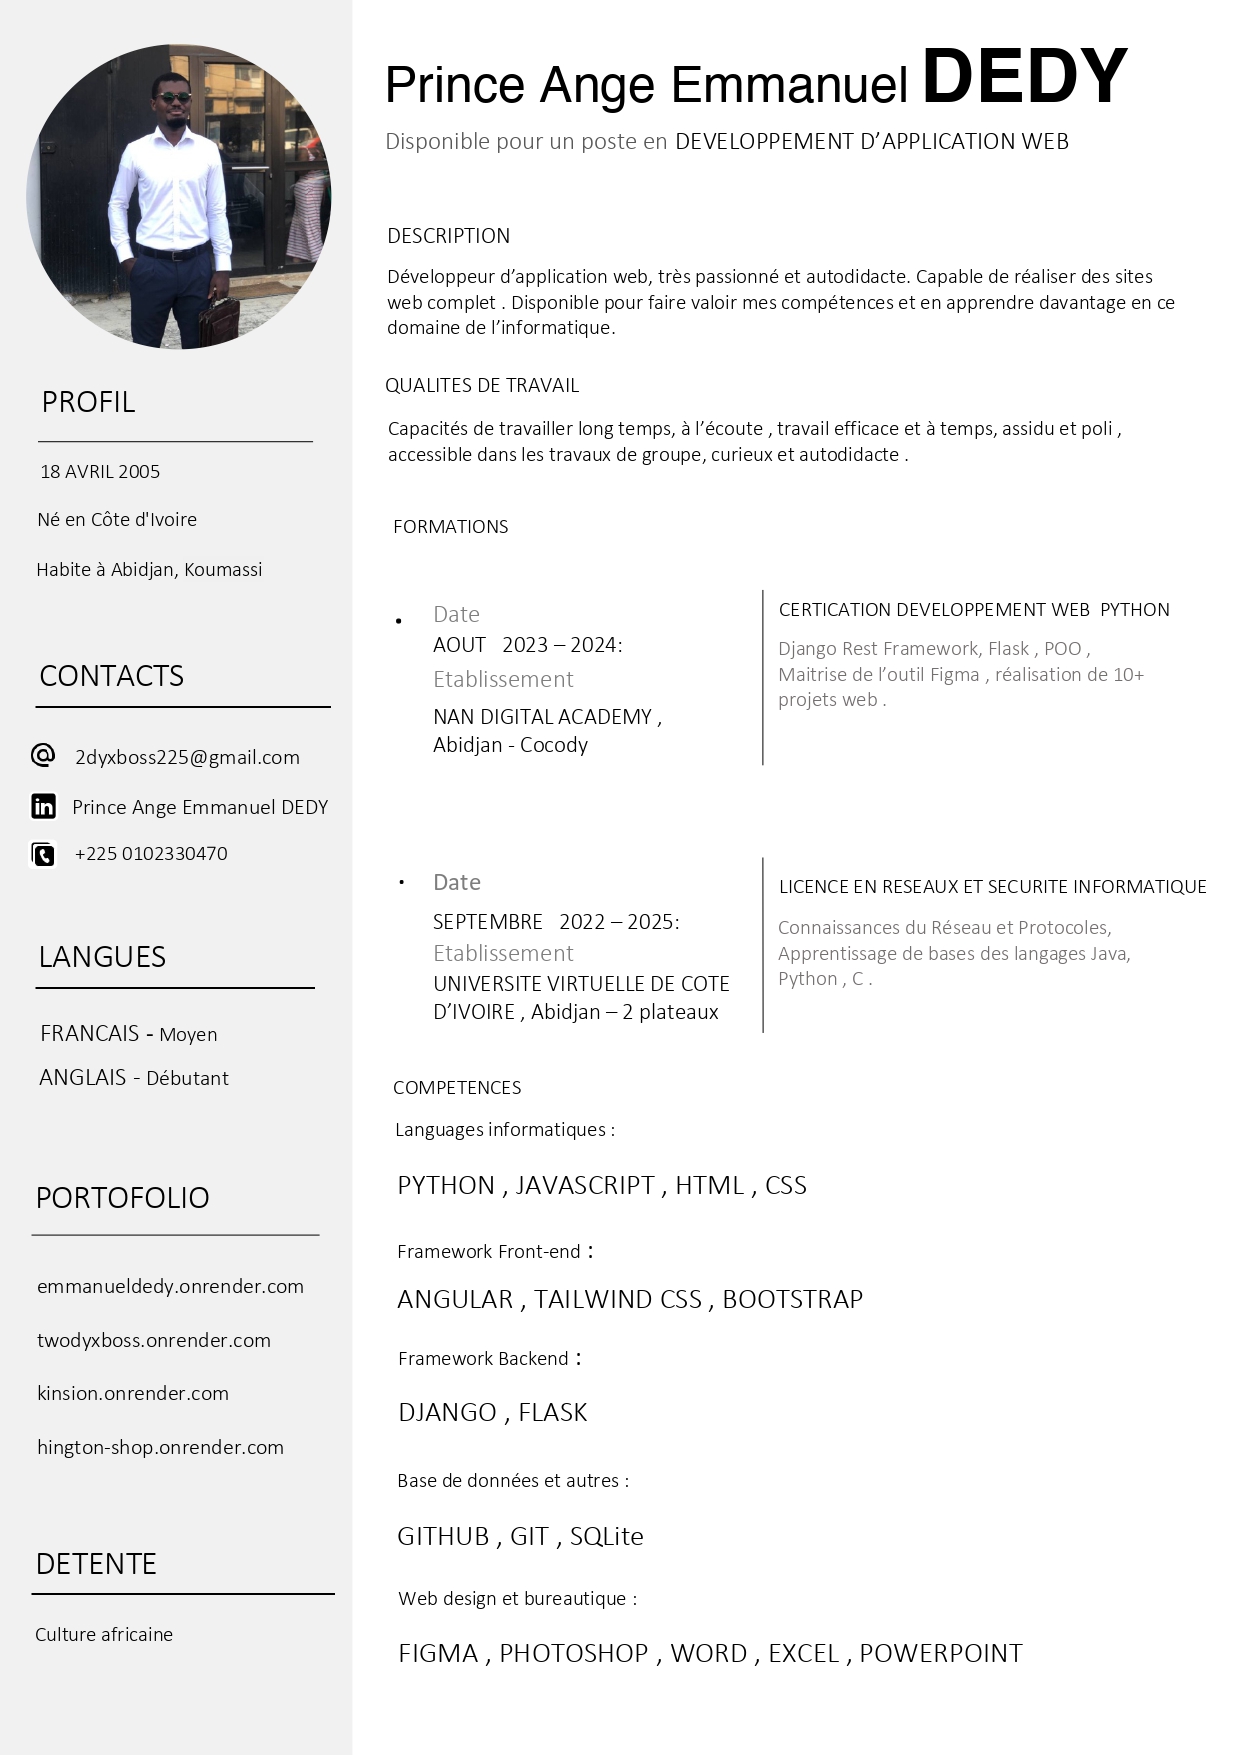 Prince Ange Emmanuel DEDY
Disponible pour un poste en DEVELOPPEMENT D’APPLICATION WEB
PROFIL
18 AVRIL 2005
Né en Côte d'Ivoire
Habite à Abidjan, Koumassi
CONTACTS
2dyxboss225@gmail.com
in Prince Ange Emmanuel DEDY
+225 0102330470
LANGUES
FRANCAIS - Moyen
ANGLAIS - Débutant
PORTOFOLIO
emmanueldedy.onrender.com
twodyxboss.onrender.com
kinsion.onrender.com
hington-shop.onrender.com
DETENTE
Culture africaine
DESCRIPTION
Développeur d’application web, très passionné et autodidacte. Capable de réaliser des sites
web complet . Disponible pour faire valoir mes compétences et en apprendre davantage en ce
domaine de l’informatique.
QUALITES DE TRAVAIL
Capacités de travailler long temps, à l’écoute , travail efficace et à temps, assidu et poli ,
accessible dans les travaux de groupe, curieux et autodidacte .
FORMATIONS
Date
AOUT 2023 – 2024:
Etablissement
NAN DIGITAL ACADEMY ,
Abidjan - Cocody
CERTICATION DEVELOPPEMENT WEB PYTHON
Django Rest Framework, Flask , POO ,
Maitrise de l’outil Figma , réalisation de 10+
projets web .
Date
SEPTEMBRE 2022 – 2025:
Etablissement
UNIVERSITE VIRTUELLE DE COTE
D’IVOIRE , Abidjan – 2 plateaux
LICENCE EN RESEAUX ET SECURITE INFORMATIQUE
Connaissances du Réseau et Protocoles,
Apprentissage de bases des langages Java,
Python , C .
COMPETENCES
Languages informatiques :
PYTHON , JAVASCRIPT , HTML , CSS
Framework Front-end :
ANGULAR , TAILWIND CSS , BOOTSTRAP
Framework Backend :
DJANGO , FLASK
Base de données et autres :
GITHUB , GIT , SQLite
Web design et bureautique :
FIGMA , PHOTOSHOP , WORD , EXCEL , POWERPOINT